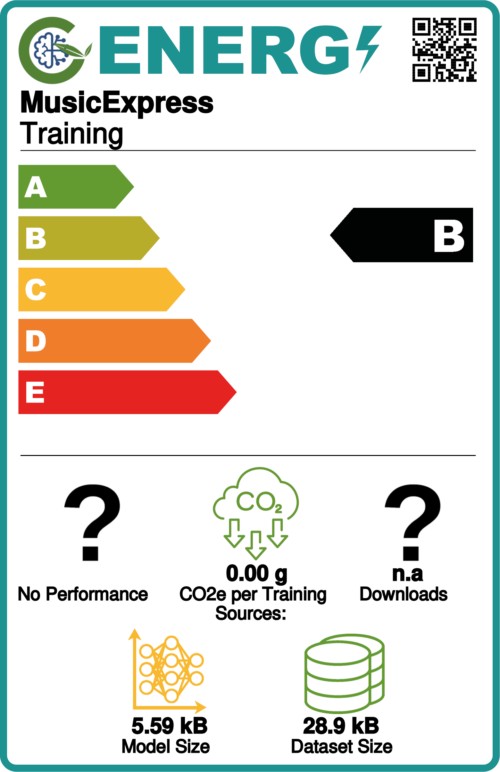 ENERG
MusicExpress
Training
A
B
B
C
D
E
? CO₂ ?
0.00 g n.a
No Performance CO2e per Training Downloads
Sources:
5.59 kB 28.9 kB
Model Size Dataset Size